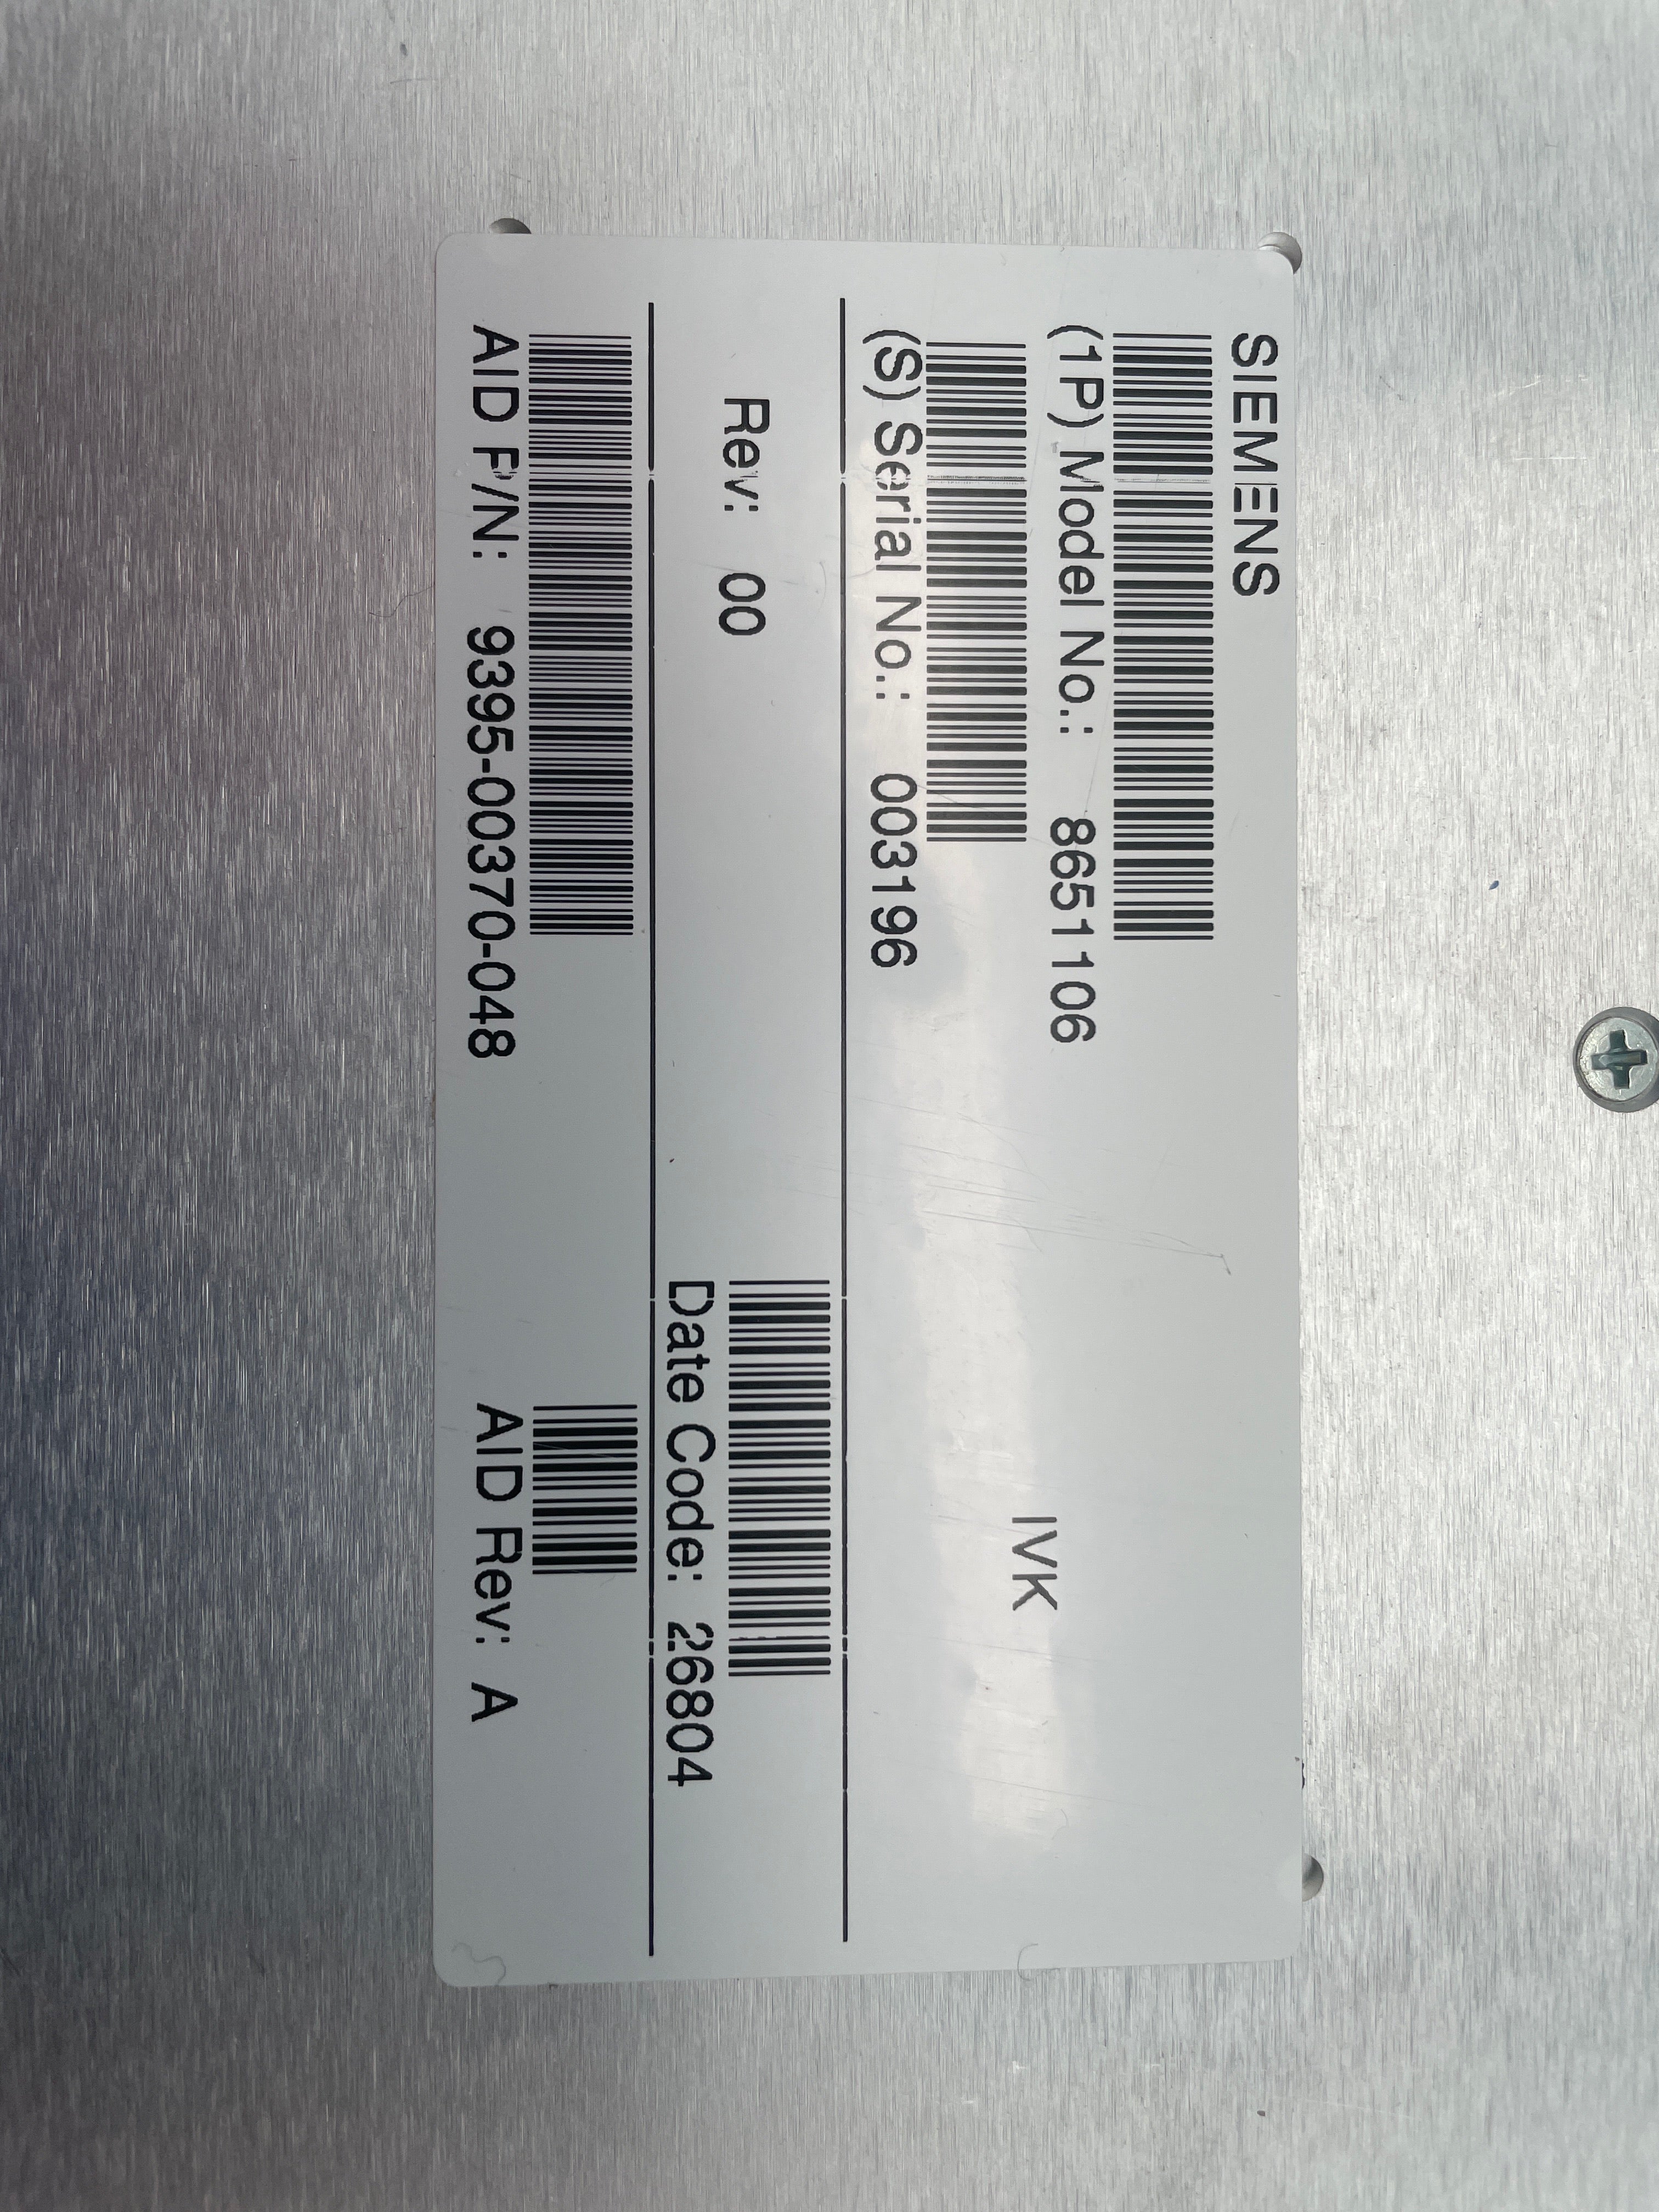 SIEMENS
(1P) Model No.: 8651106
IVK
(S) Serial No.: 003196
Rev: 00
Date Code: 26804
AID P/N: 9395-00370-048
AID Rev: A